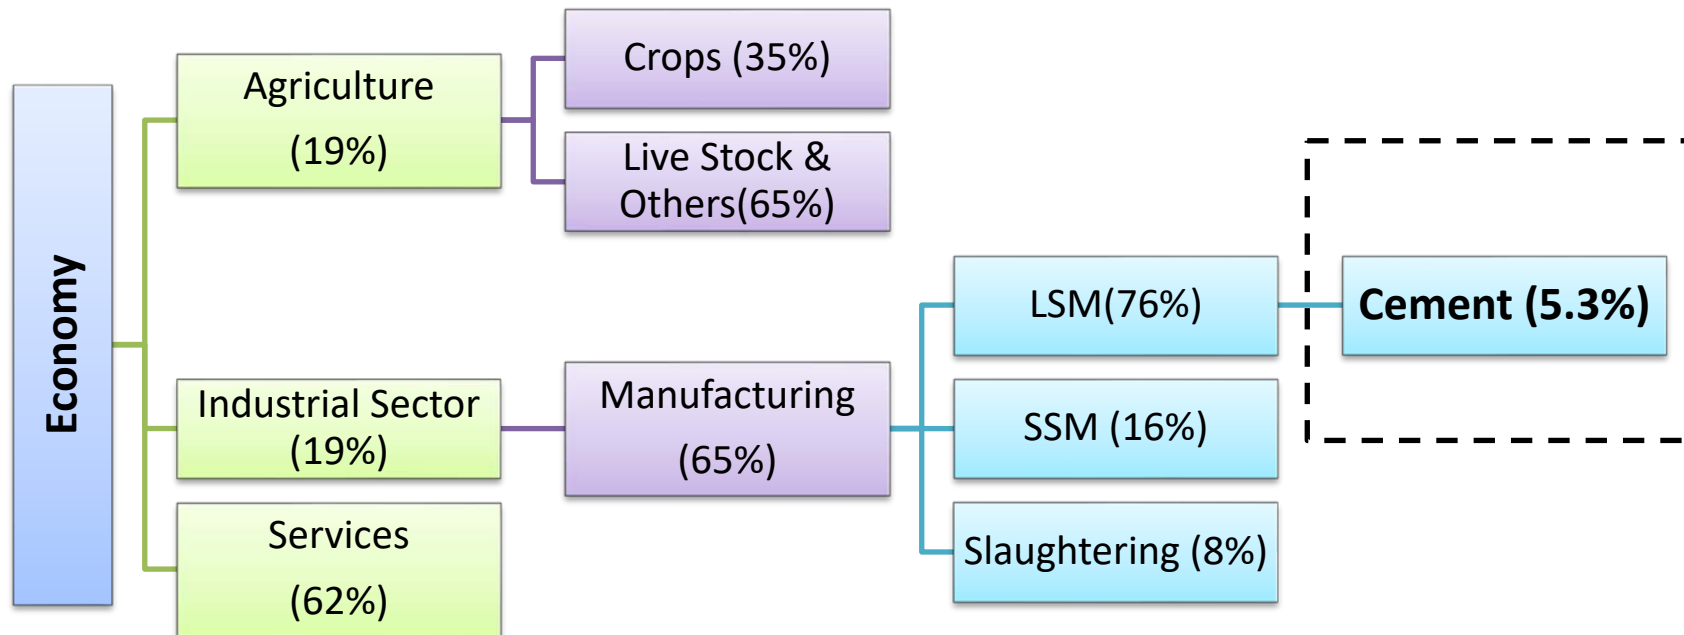 Economy
Agriculture
(19%)
Crops (35%)
Live Stock &
Others(65%)
Industrial Sector
(19%)
Manufacturing
(65%)
LSM(76%)
Cement (5.3%)
SSM (16%)
Slaughtering (8%)
Services
(62%)